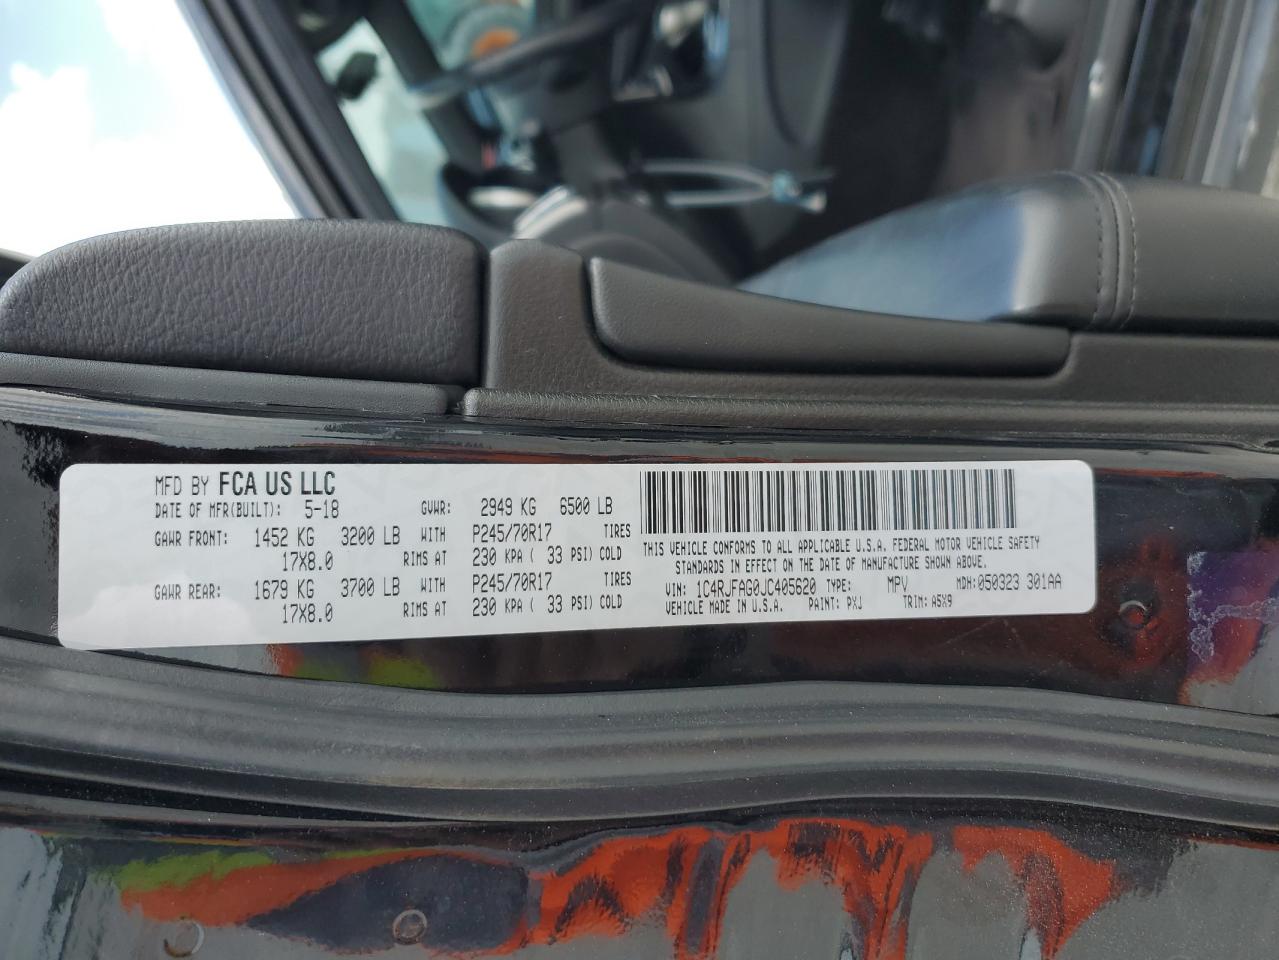 MFD BY FCA US LLC
DATE OF MFR(BUILT): 5-18 GVWR: 2949 KG 6500 LB
GAWR FRONT: 1452 KG 3200 LB WITH P245/70R17 TIRES
17X8.0 RIMS AT 230 KPA ( 33 PSI) COLD
GAWR REAR: 1679 KG 3700 LB WITH P245/70R17 TIRES
17X8.0 RIMS AT 230 KPA ( 33 PSI) COLD
THIS VEHICLE CONFORMS TO ALL APPLICABLE U.S.A. FEDERAL MOTOR VEHICLE SAFETY
STANDARDS IN EFFECT ON THE DATE OF MANUFACTURE SHOWN ABOVE.
VIN: 1C4RJFAG0JC405620 TYPE: MPV MDH: 050323 301AA
VEHICLE MADE IN U.S.A. PAINT: PXJ TRIM: A5X9